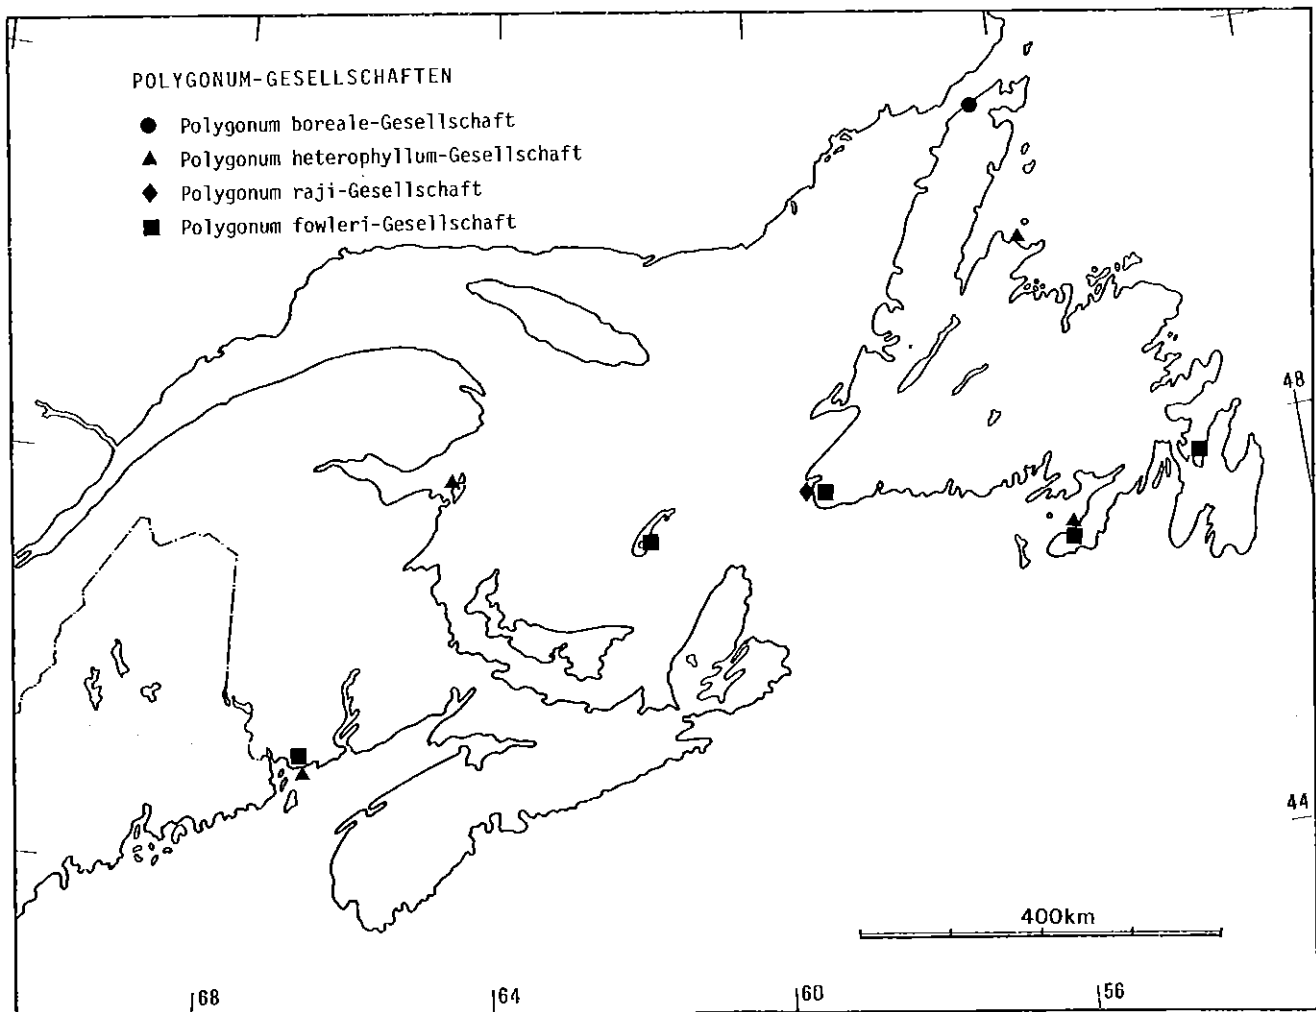 POLYGONUM-GESELLSCHAFTEN
Polygonum boreale-Gesellschaft
Polygonum heterophyllum-Gesellschaft
Polygonum raji-Gesellschaft
Polygonum fowleri-Gesellschaft
48
44
400km
68
64
60
56